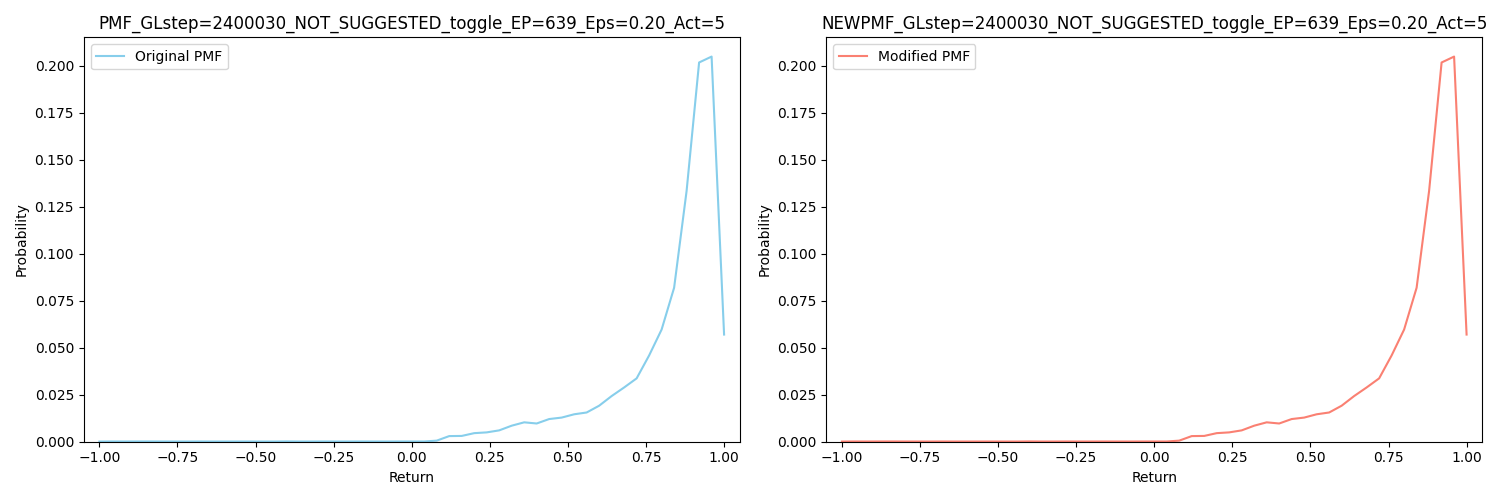 PMF_GLstep=2400030_NOT_SUGGESTED_toggle_EP=639_Eps=0.20_Act=5
Original PMF
Probability
0.200
0.175
0.150
0.125
0.100
0.075
0.050
0.025
0.000
−1.00 −0.75 −0.50 −0.25 0.00 0.25 0.50 0.75 1.00
Return
NEWPMF_GLstep=2400030_NOT_SUGGESTED_toggle_EP=639_Eps=0.20_Act=5
Modified PMF
Probability
0.200
0.175
0.150
0.125
0.100
0.075
0.050
0.025
0.000
−1.00 −0.75 −0.50 −0.25 0.00 0.25 0.50 0.75 1.00
Return